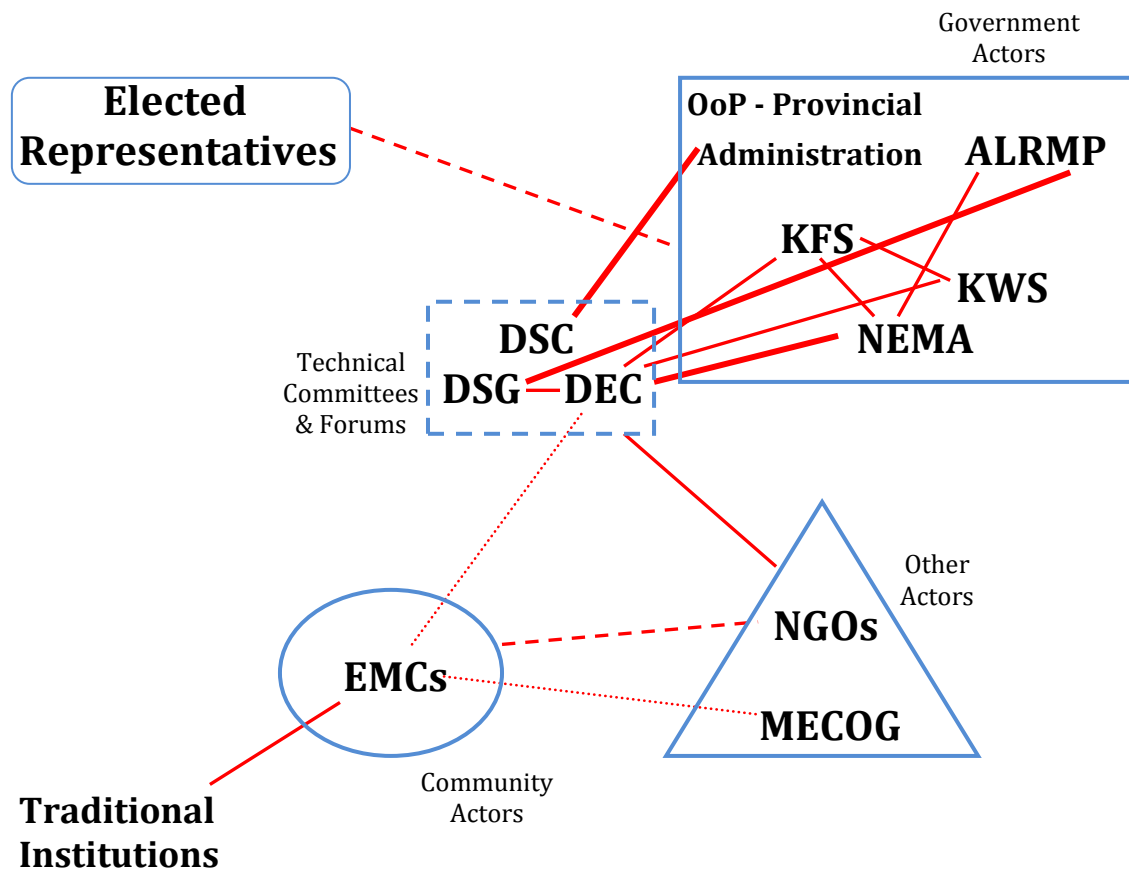 Government
Actors
Elected
Representatives
OoP - Provincial
Administration
ALRMP
KFS
KWS
NEMA
DSC
DSG
DEC
Technical
Committees
& Forums
Other
Actors
NGOs
EMCs
MECOG
Community
Actors
Traditional
Institutions